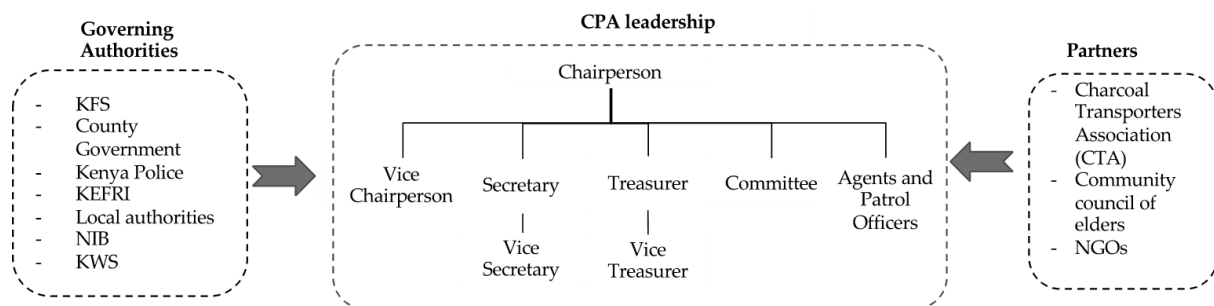 Governing
Authorities
- KFS
- County
Government
- Kenya Police
- KEFRI
- Local authorities
- NIB
- KWS
CPA leadership
Chairperson
Vice
Chairperson
Secretary
Treasurer
Committee
Agents and
Patrol
Officers
Vice
Secretary
Vice
Treasurer
Partners
- Charcoal
Transporters
Association
(CTA)
- Community
council of
elders
- NGOs